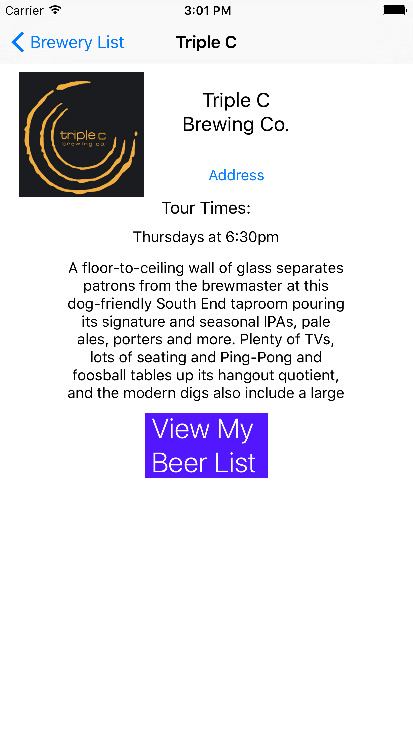 Carrier 3:01 PM
Brewery List Triple C
triple c
brewing co.
Triple C
Brewing Co.
Address
Tour Times:
Thursdays at 6:30pm
A floor-to-ceiling wall of glass separates
patrons from the brewmaster at this
dog-friendly South End taproom pouring
its signature and seasonal IPAs, pale
ales, porters and more. Plenty of TVs,
lots of seating and Ping-Pong and
foosball tables up its hangout quotient,
and the modern digs also include a large
View My
Beer List